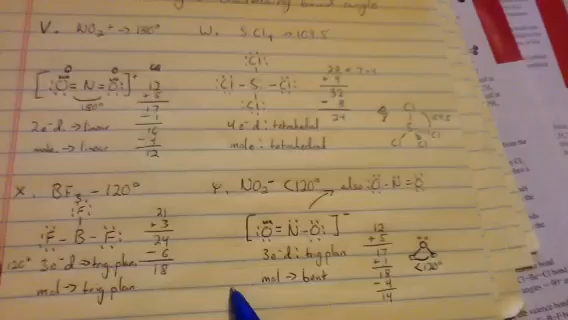 bond angle
V. NO₂⁺ → 180°
W. SCl₄ → 109.5
[:Ö=N=Ö:]⁺
180°
12
+ 5
17
- 1
16
- 4
12
2e⁻d → linear
mole → linear
:C̈l:
:C̈l – S – C̈l:
:C̈l:
+ 4
32
- 8
24
4e⁻d: tetrahedral
mole: tetrahedral
Cl
S
Cl Cl Cl
X. BF₃ – 120°
:F̈:
:F̈ – B – F̈:
21
+ 3
24
- 6
18
120°
3e⁻d → trig plan
mol → trig plan
Y. NO₂⁻ <120°
also :Ö-N=Ö
[:Ö=N̈-Ö:]⁻
12
+ 5
17
+ 1
18
- 4
14
3e⁻d: trig plan
mol → bent
<120°